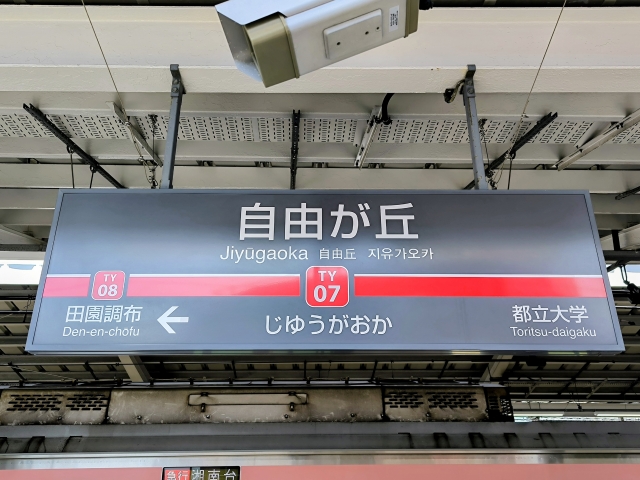 自由が丘
Jiyūgaoka 自由丘 지유가오카
TY
08
TY
07
田園調布
Den-en-chōfu
←
じゆうがおか
都立大学
Toritsu-daigaku
急行 湘南台